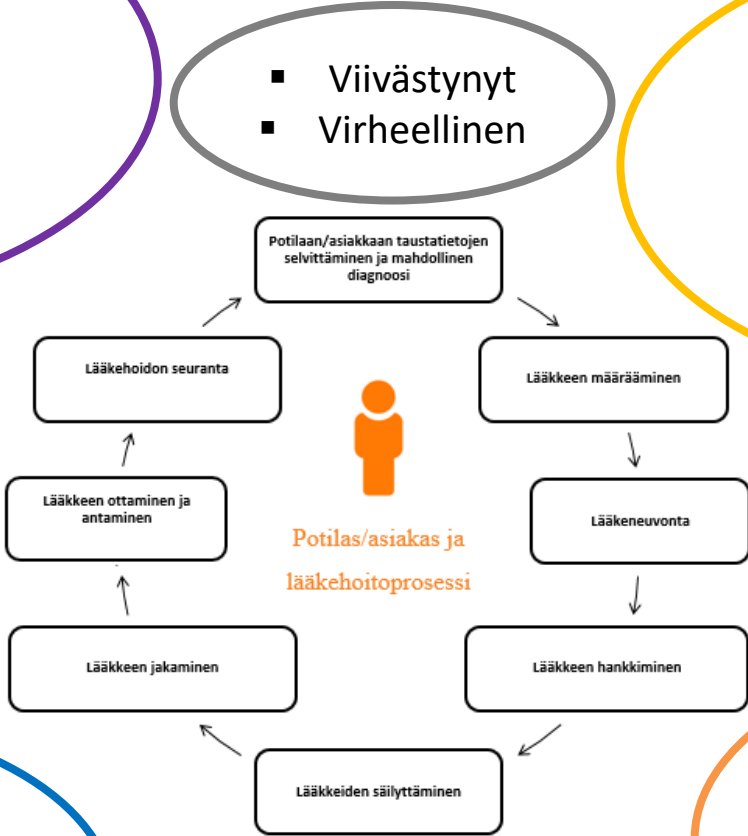 ▪ Viivästynyt
▪ Virheellinen
Potilaan/asiakkaan taustatietojen
selvittäminen ja mahdollinen
diagnoosi
Lääkkeen määrääminen
Lääkeneuvonta
Lääkkeen hankkiminen
Lääkkeiden säilyttäminen
Lääkkeen jakaminen
Lääkkeen ottaminen ja
antaminen
Lääkehoidon seuranta
Potilas/asiakas ja
lääkehoitoprosessi